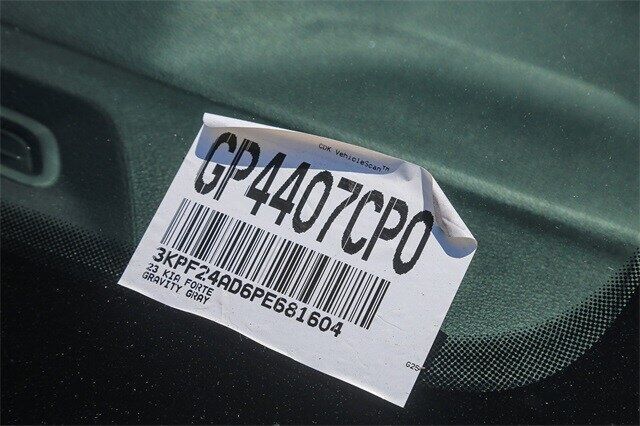 CDK VehicleScan™
GP4407CPO
3KPF24AD6PE681604
23 KIA FORTE
GRAVITY GRAY